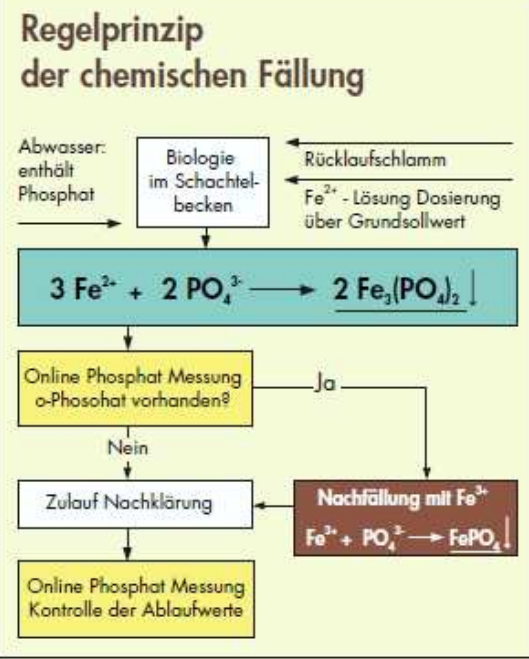 Regelprinzip
der chemischen Fällung
Abwasser:
enthält
Phosphat
Biologie
im Schachtel-
becken
Rücklaufschlamm
Fe²⁺ - Lösung Dosierung
über Grundsollwert
3 Fe²⁺ + 2 PO₄³⁻ → 2 Fe₃(PO₄)₂ ↓
Online Phosphat Messung
o-Phosohat vorhanden?
Ja
Nein
Zulauf Nachklärung
Nachfällung mit Fe³⁺
Fe³⁺ + PO₄³⁻ → FePO₄ ↓
Online Phosphat Messung
Kontrolle der Ablaufwerte